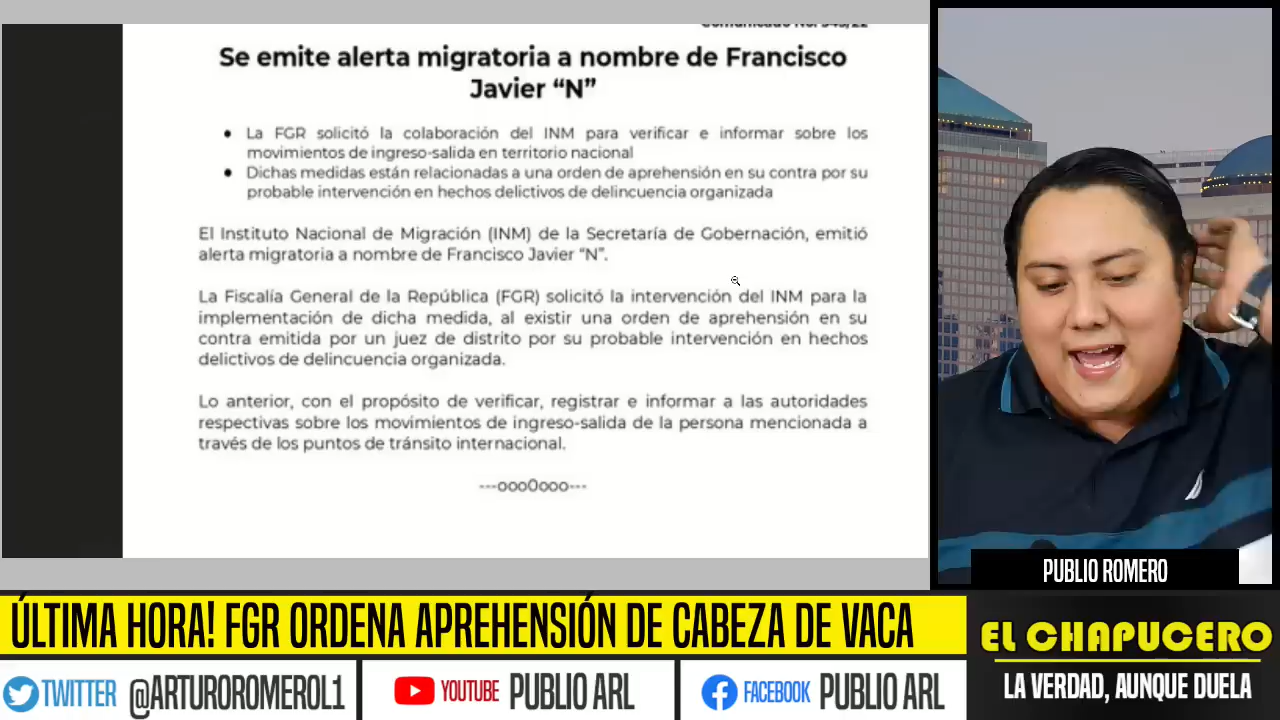 Se emite alerta migratoria a nombre de Francisco
Javier “N”
● La FGR solicitó la colaboración del INM para verificar e informar sobre los
movimientos de ingreso-salida en territorio nacional
● Dichas medidas están relacionadas a una orden de aprehensión en su contra por su
probable intervención en hechos delictivos de delincuencia organizada
El Instituto Nacional de Migración (INM) de la Secretaría de Gobernación, emitió
alerta migratoria a nombre de Francisco Javier “N”.
La Fiscalía General de la República (FGR) solicitó la intervención del INM para la
implementación de dicha medida, al existir una orden de aprehensión en su
contra emitida por un juez de distrito por su probable intervención en hechos
delictivos de delincuencia organizada.
Lo anterior, con el propósito de verificar, registrar e informar a las autoridades
respectivas sobre los movimientos de ingreso-salida de la persona mencionada a
través de los puntos de tránsito internacional.
---ooo0ooo---
PUBLIO ROMERO
ÚLTIMA HORA! FGR ORDENA APREHENSIÓN DE CABEZA DE VACA
EL CHAPUCERO
LA VERDAD, AUNQUE DUELA
TWITTER @ARTUROROMEROL1
YOUTUBE PUBLIO ARL
FACEBOOK PUBLIO ARL